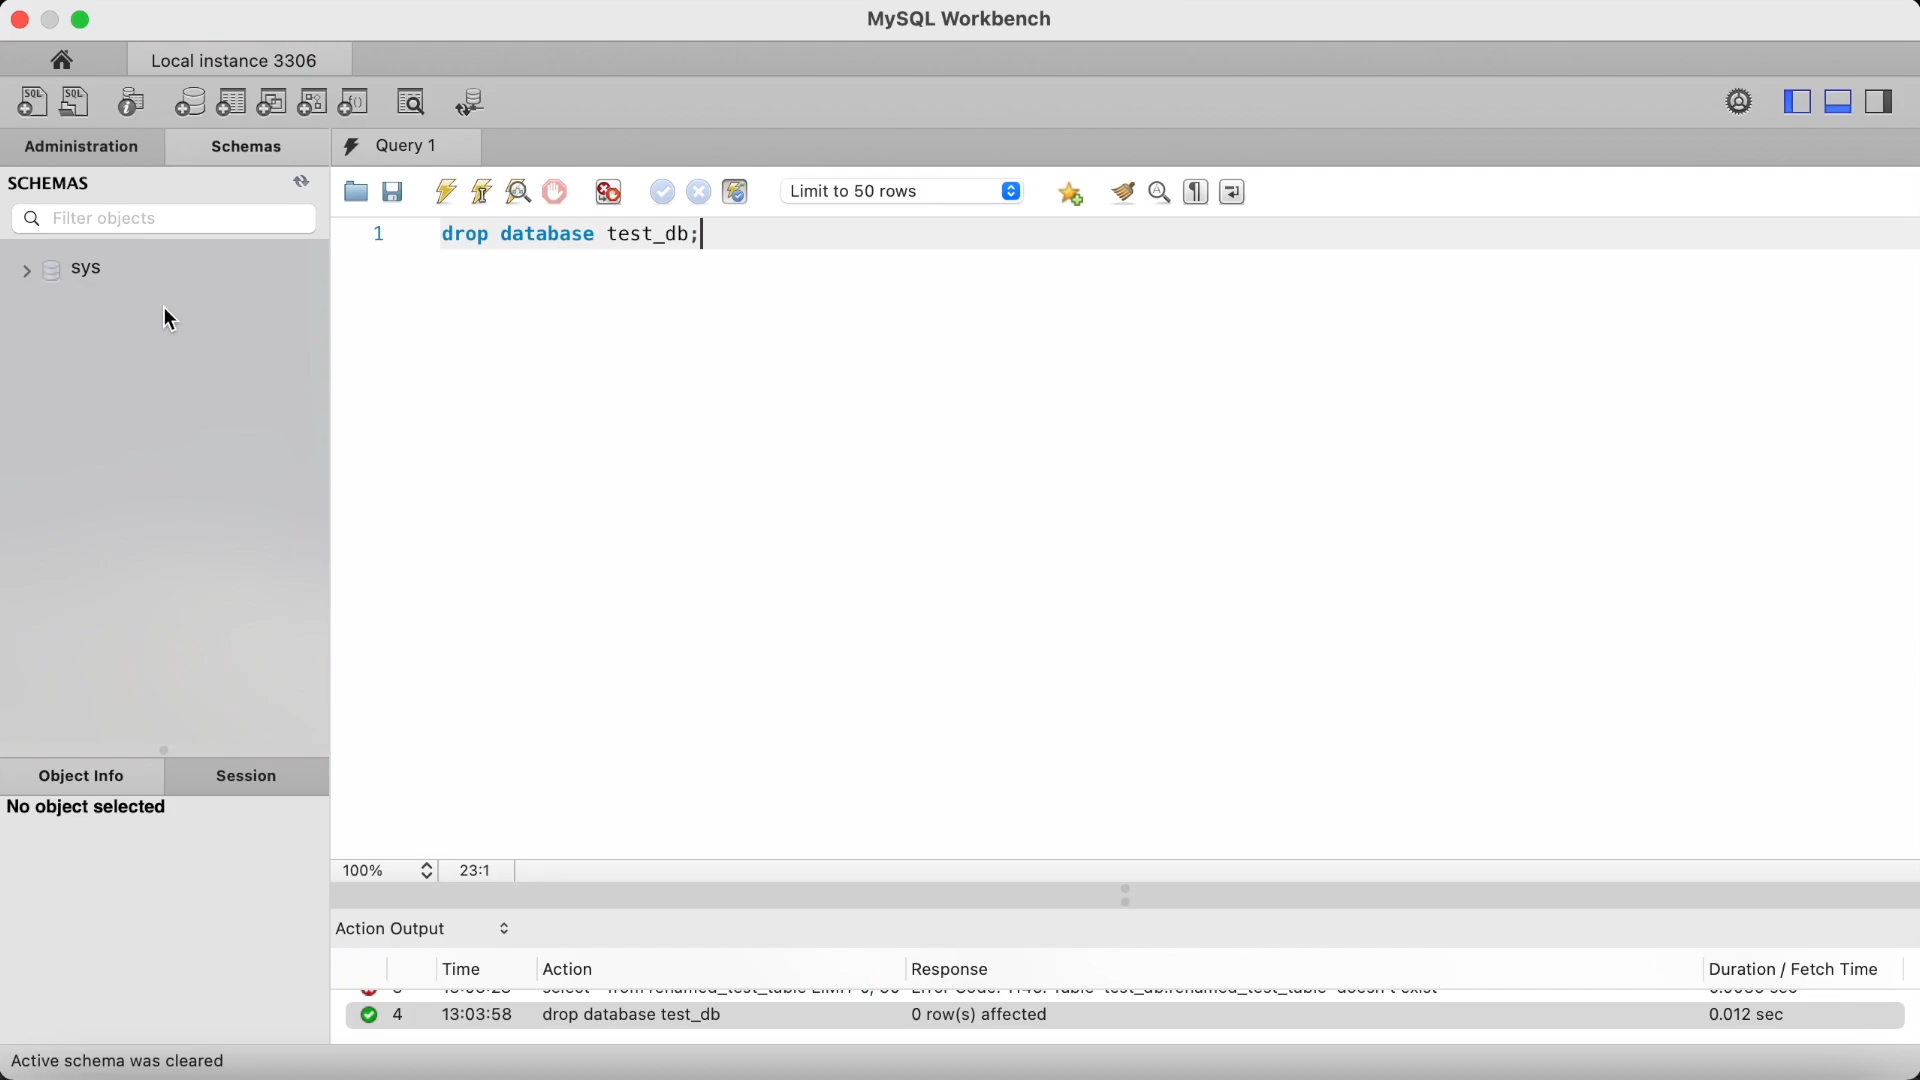 MySQL Workbench
Local instance 3306
SQL SQL
Administration Schemas Query 1
SCHEMAS
Filter objects
Limit to 50 rows
1 drop database test_db;
sys
Object Info Session
No object selected
100% 23:1
Action Output
Time Action Response Duration / Fetch Time
4 13:03:58 drop database test_db 0 row(s) affected 0.012 sec
Active schema was cleared